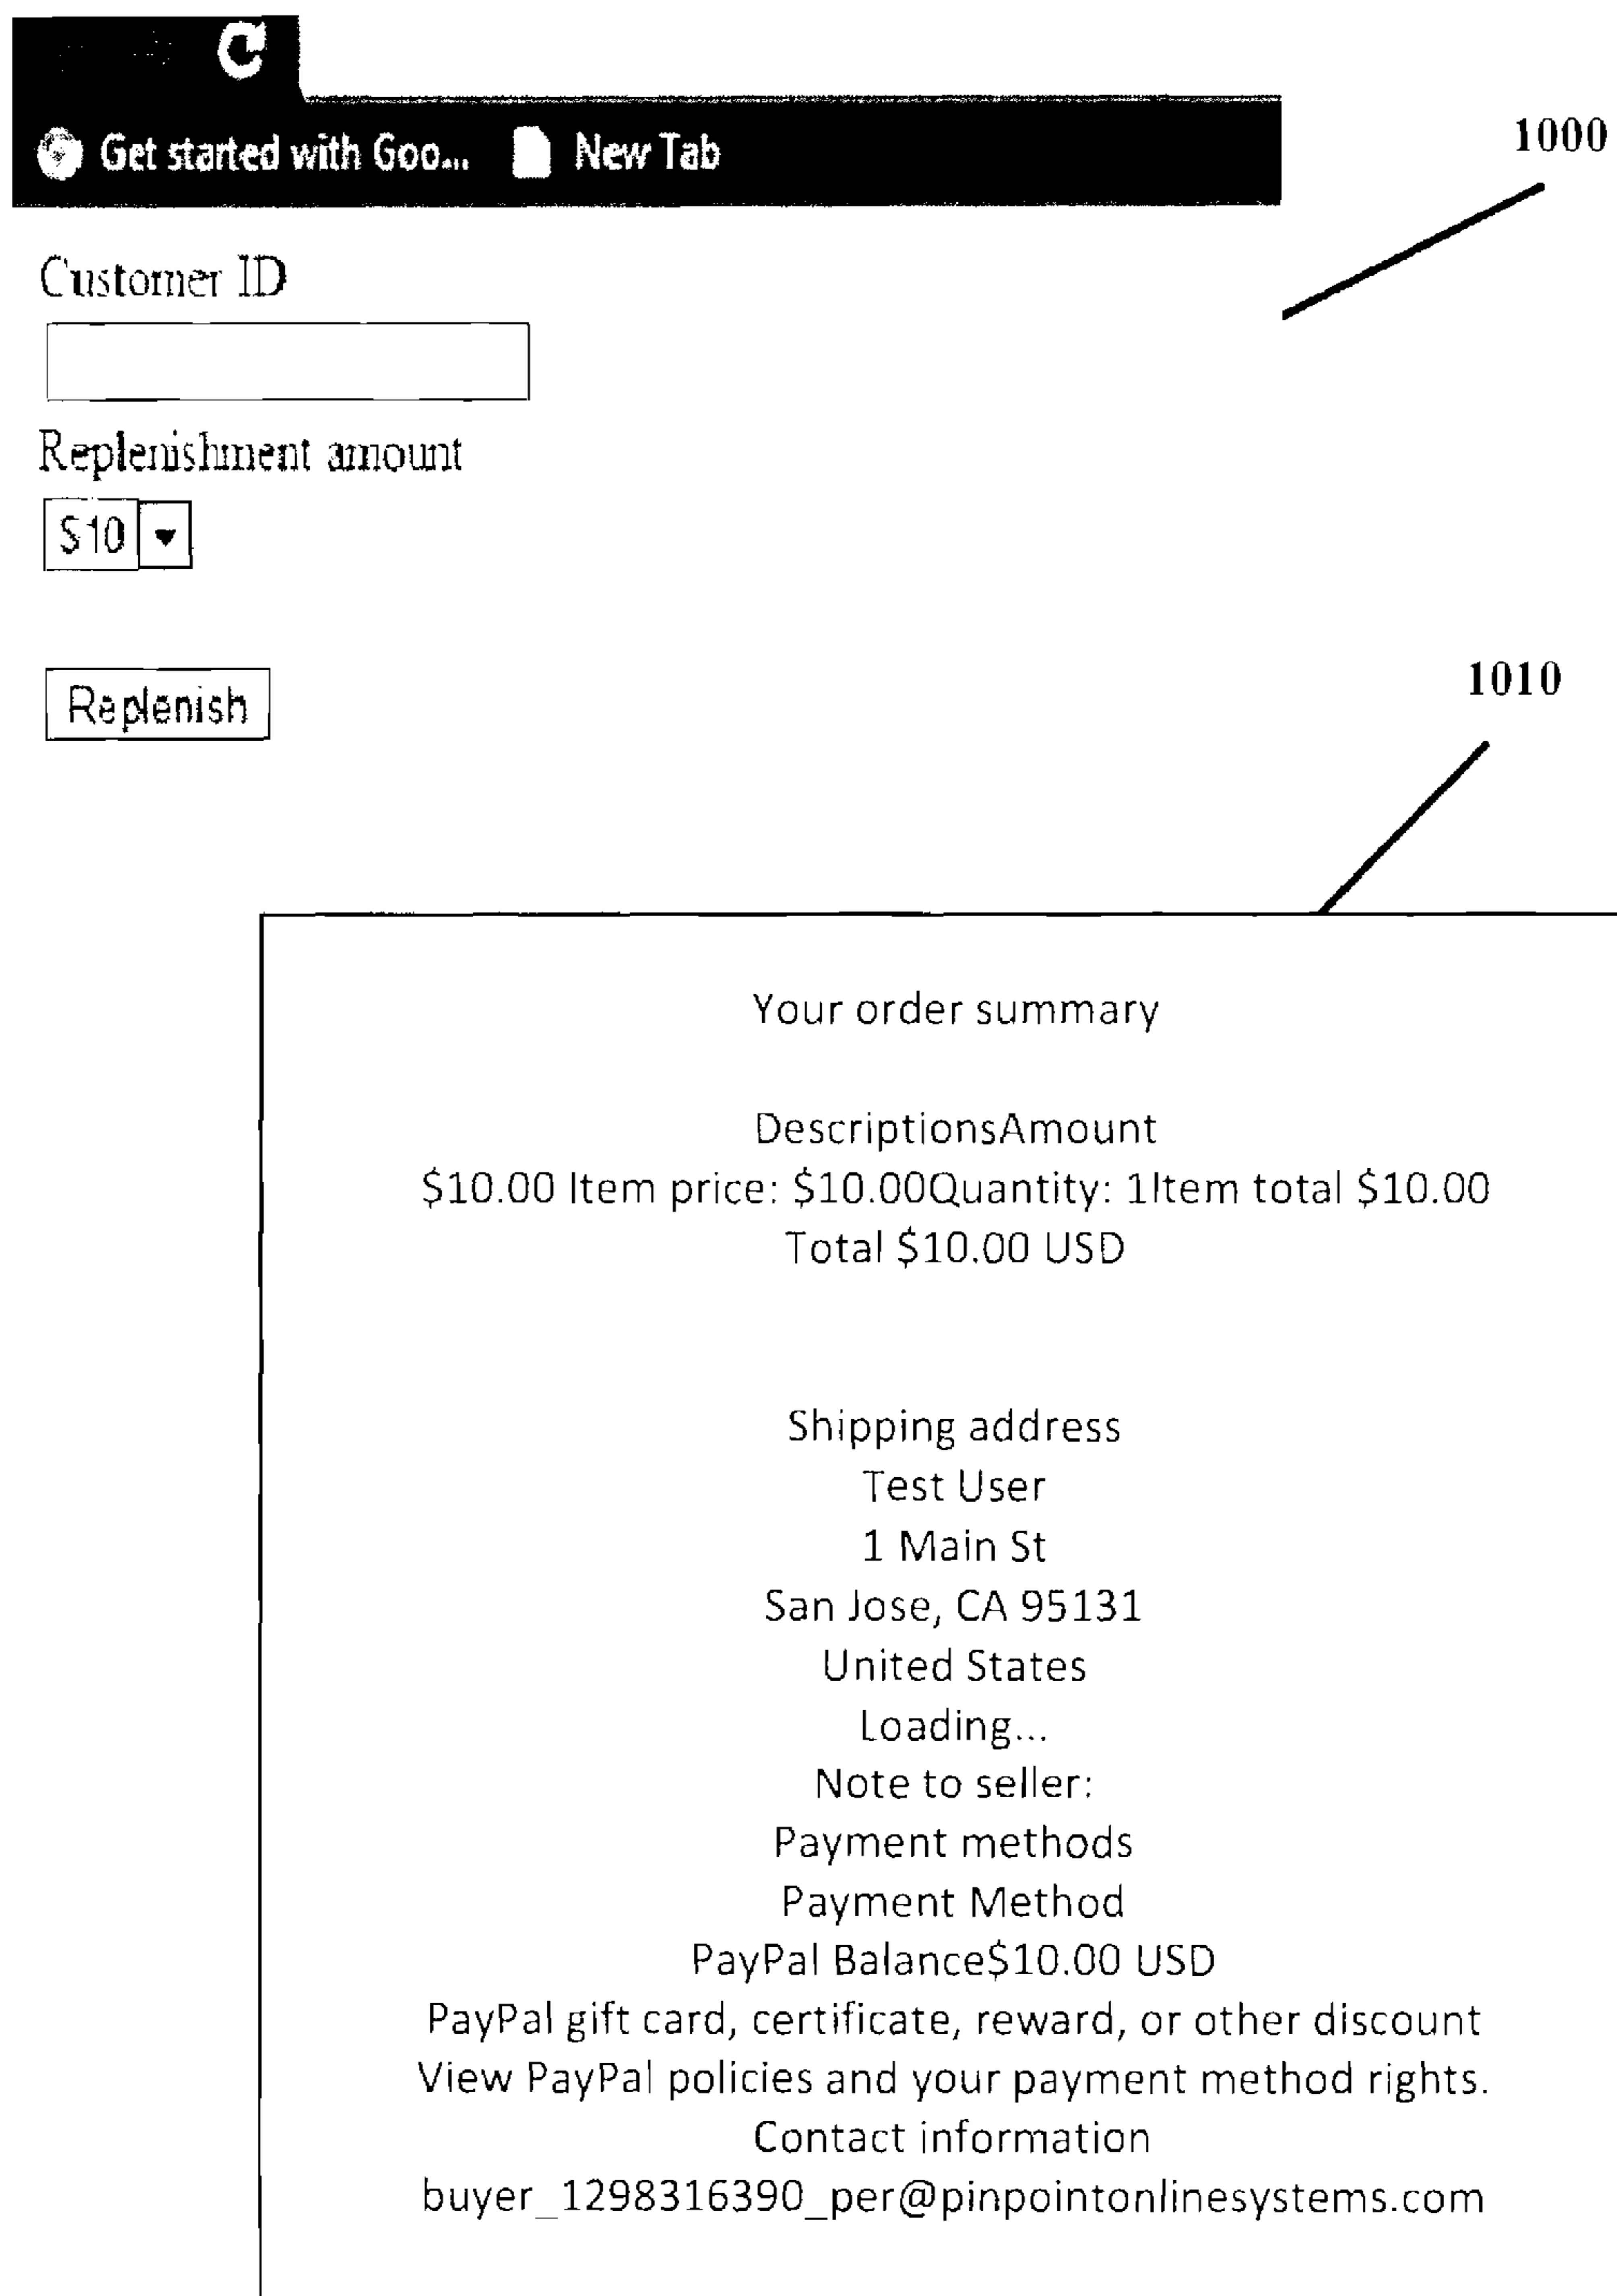 Get started with Goo... New Tab
1000
Customer ID
Replenishment amount
$10
Replenish
1010
Your order summary
DescriptionsAmount
$10.00 Item price: $10.00Quantity: 1Item total $10.00
Total $10.00 USD
Shipping address
Test User
1 Main St
San Jose, CA 95131
United States
Loading...
Note to seller:
Payment methods
Payment Method
PayPal Balance$10.00 USD
PayPal gift card, certificate, reward, or other discount
View PayPal policies and your payment method rights.
Contact information
buyer_1298316390_per@pinpointonlinesystems.com